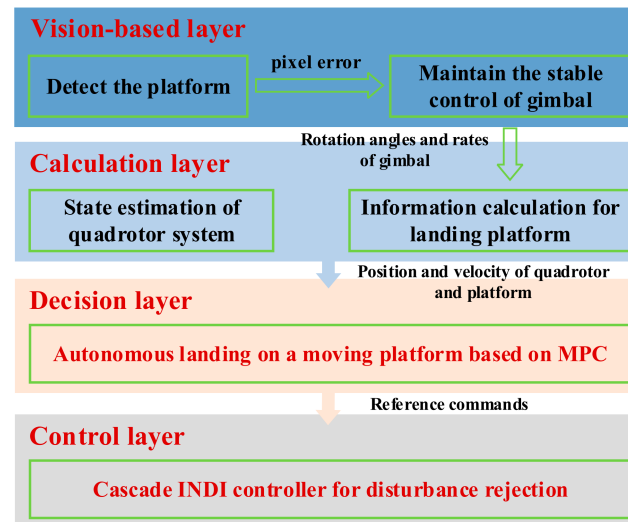 Vision-based layer
pixel error
Detect the platform
Maintain the stable
control of gimbal
Rotation angles and rates
of gimbal
Calculation layer
State estimation of
quadrotor system
Information calculation for
landing platform
Position and velocity of quadrotor
and platform
Decision layer
Autonomous landing on a moving platform based on MPC
Reference commands
Control layer
Cascade INDI controller for disturbance rejection